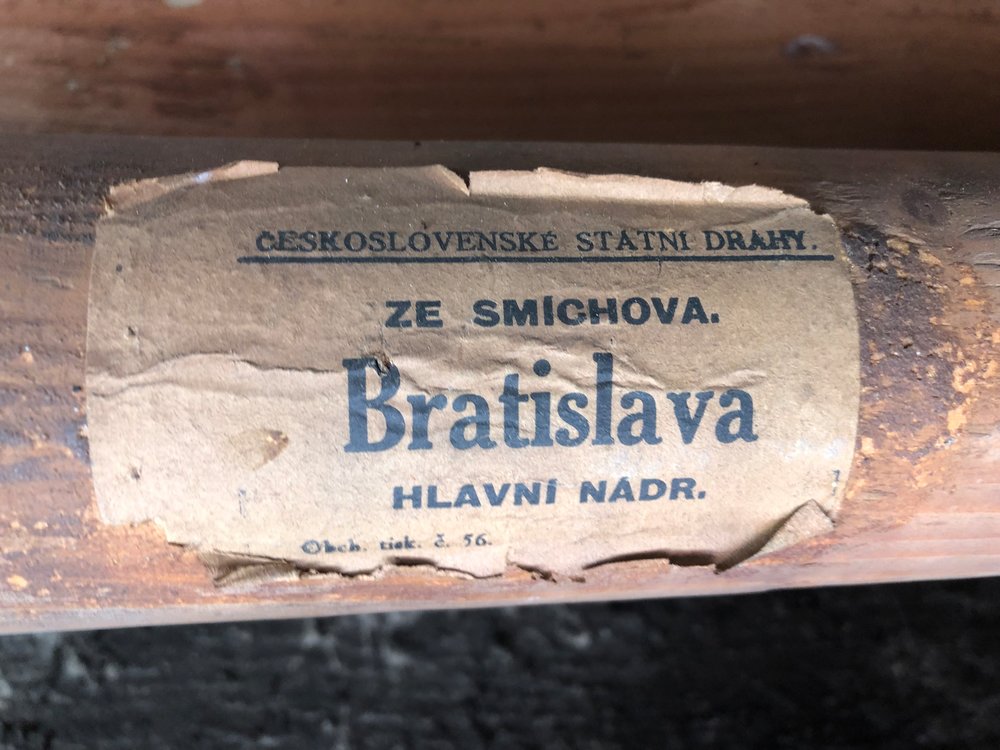 ČESKOSLOVENSKÉ STÁTNÍ DRÁHY.
ZE SMÍCHOVA.
Bratislava
HLAVNÍ NÁDR.
Obch. tisk. č. 56.